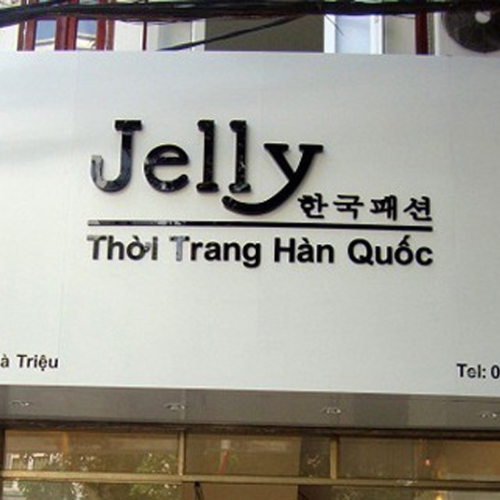 Jelly
한국패션
Thời Trang Hàn Quốc
à Triệu
Tel: 0